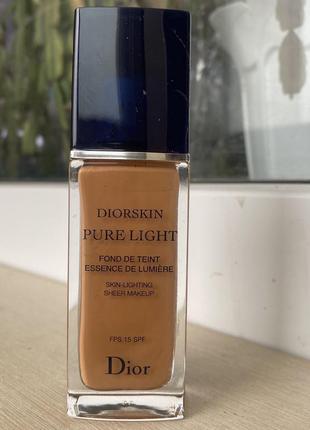 DIORSKIN
PURE LIGHT
FOND DE TEINT
ESSENCE DE LUMIÈRE
SKIN-LIGHTING
SHEER MAKEUP
FPS 15 SPF
Dior